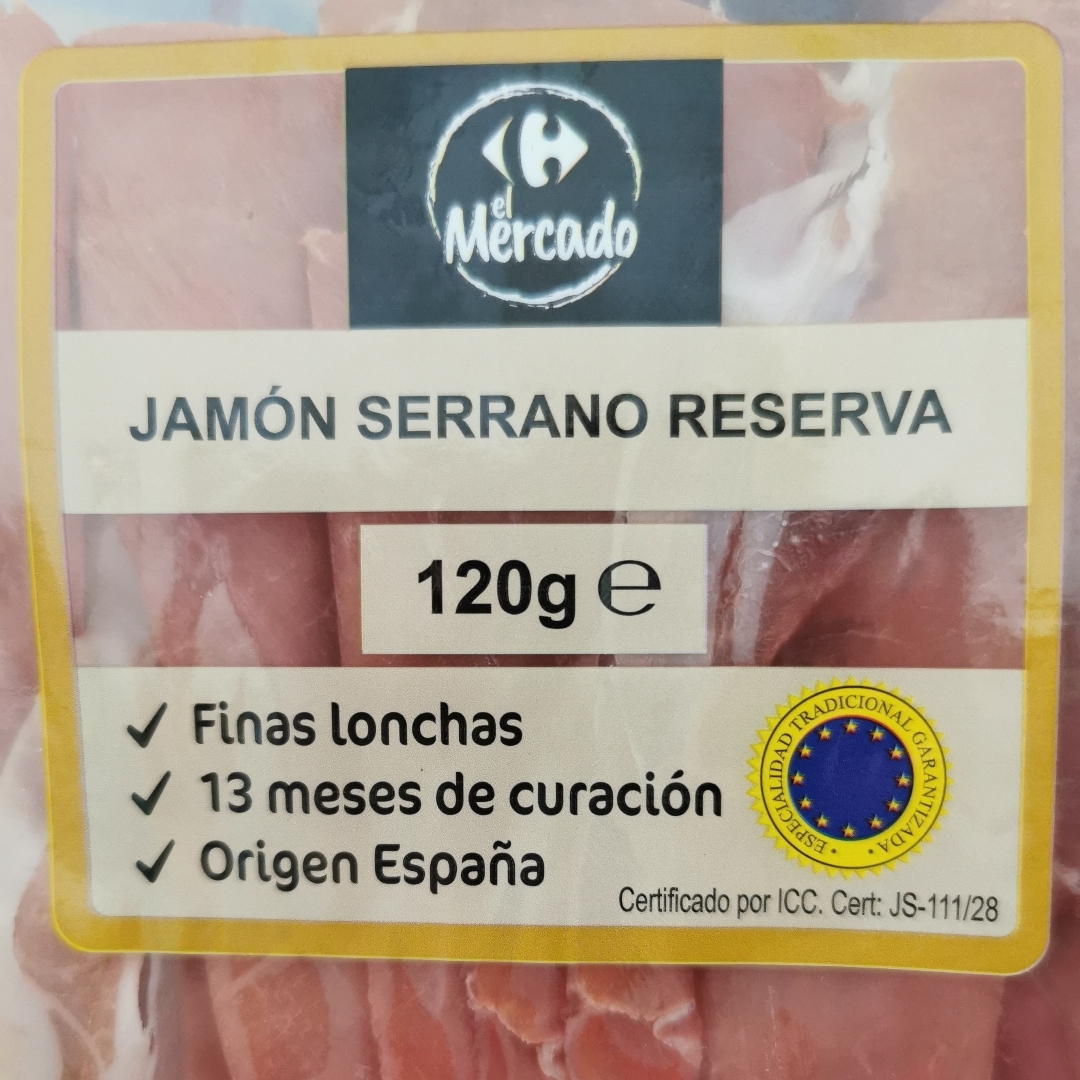 el
Mercado
JAMÓN SERRANO RESERVA
120g ℮
✓ Finas lonchas
✓ 13 meses de curación
✓ Origen España
ESPECIALIDAD TRADICIONAL GARANTIZADA
Certificado por ICC. Cert: JS-111/28